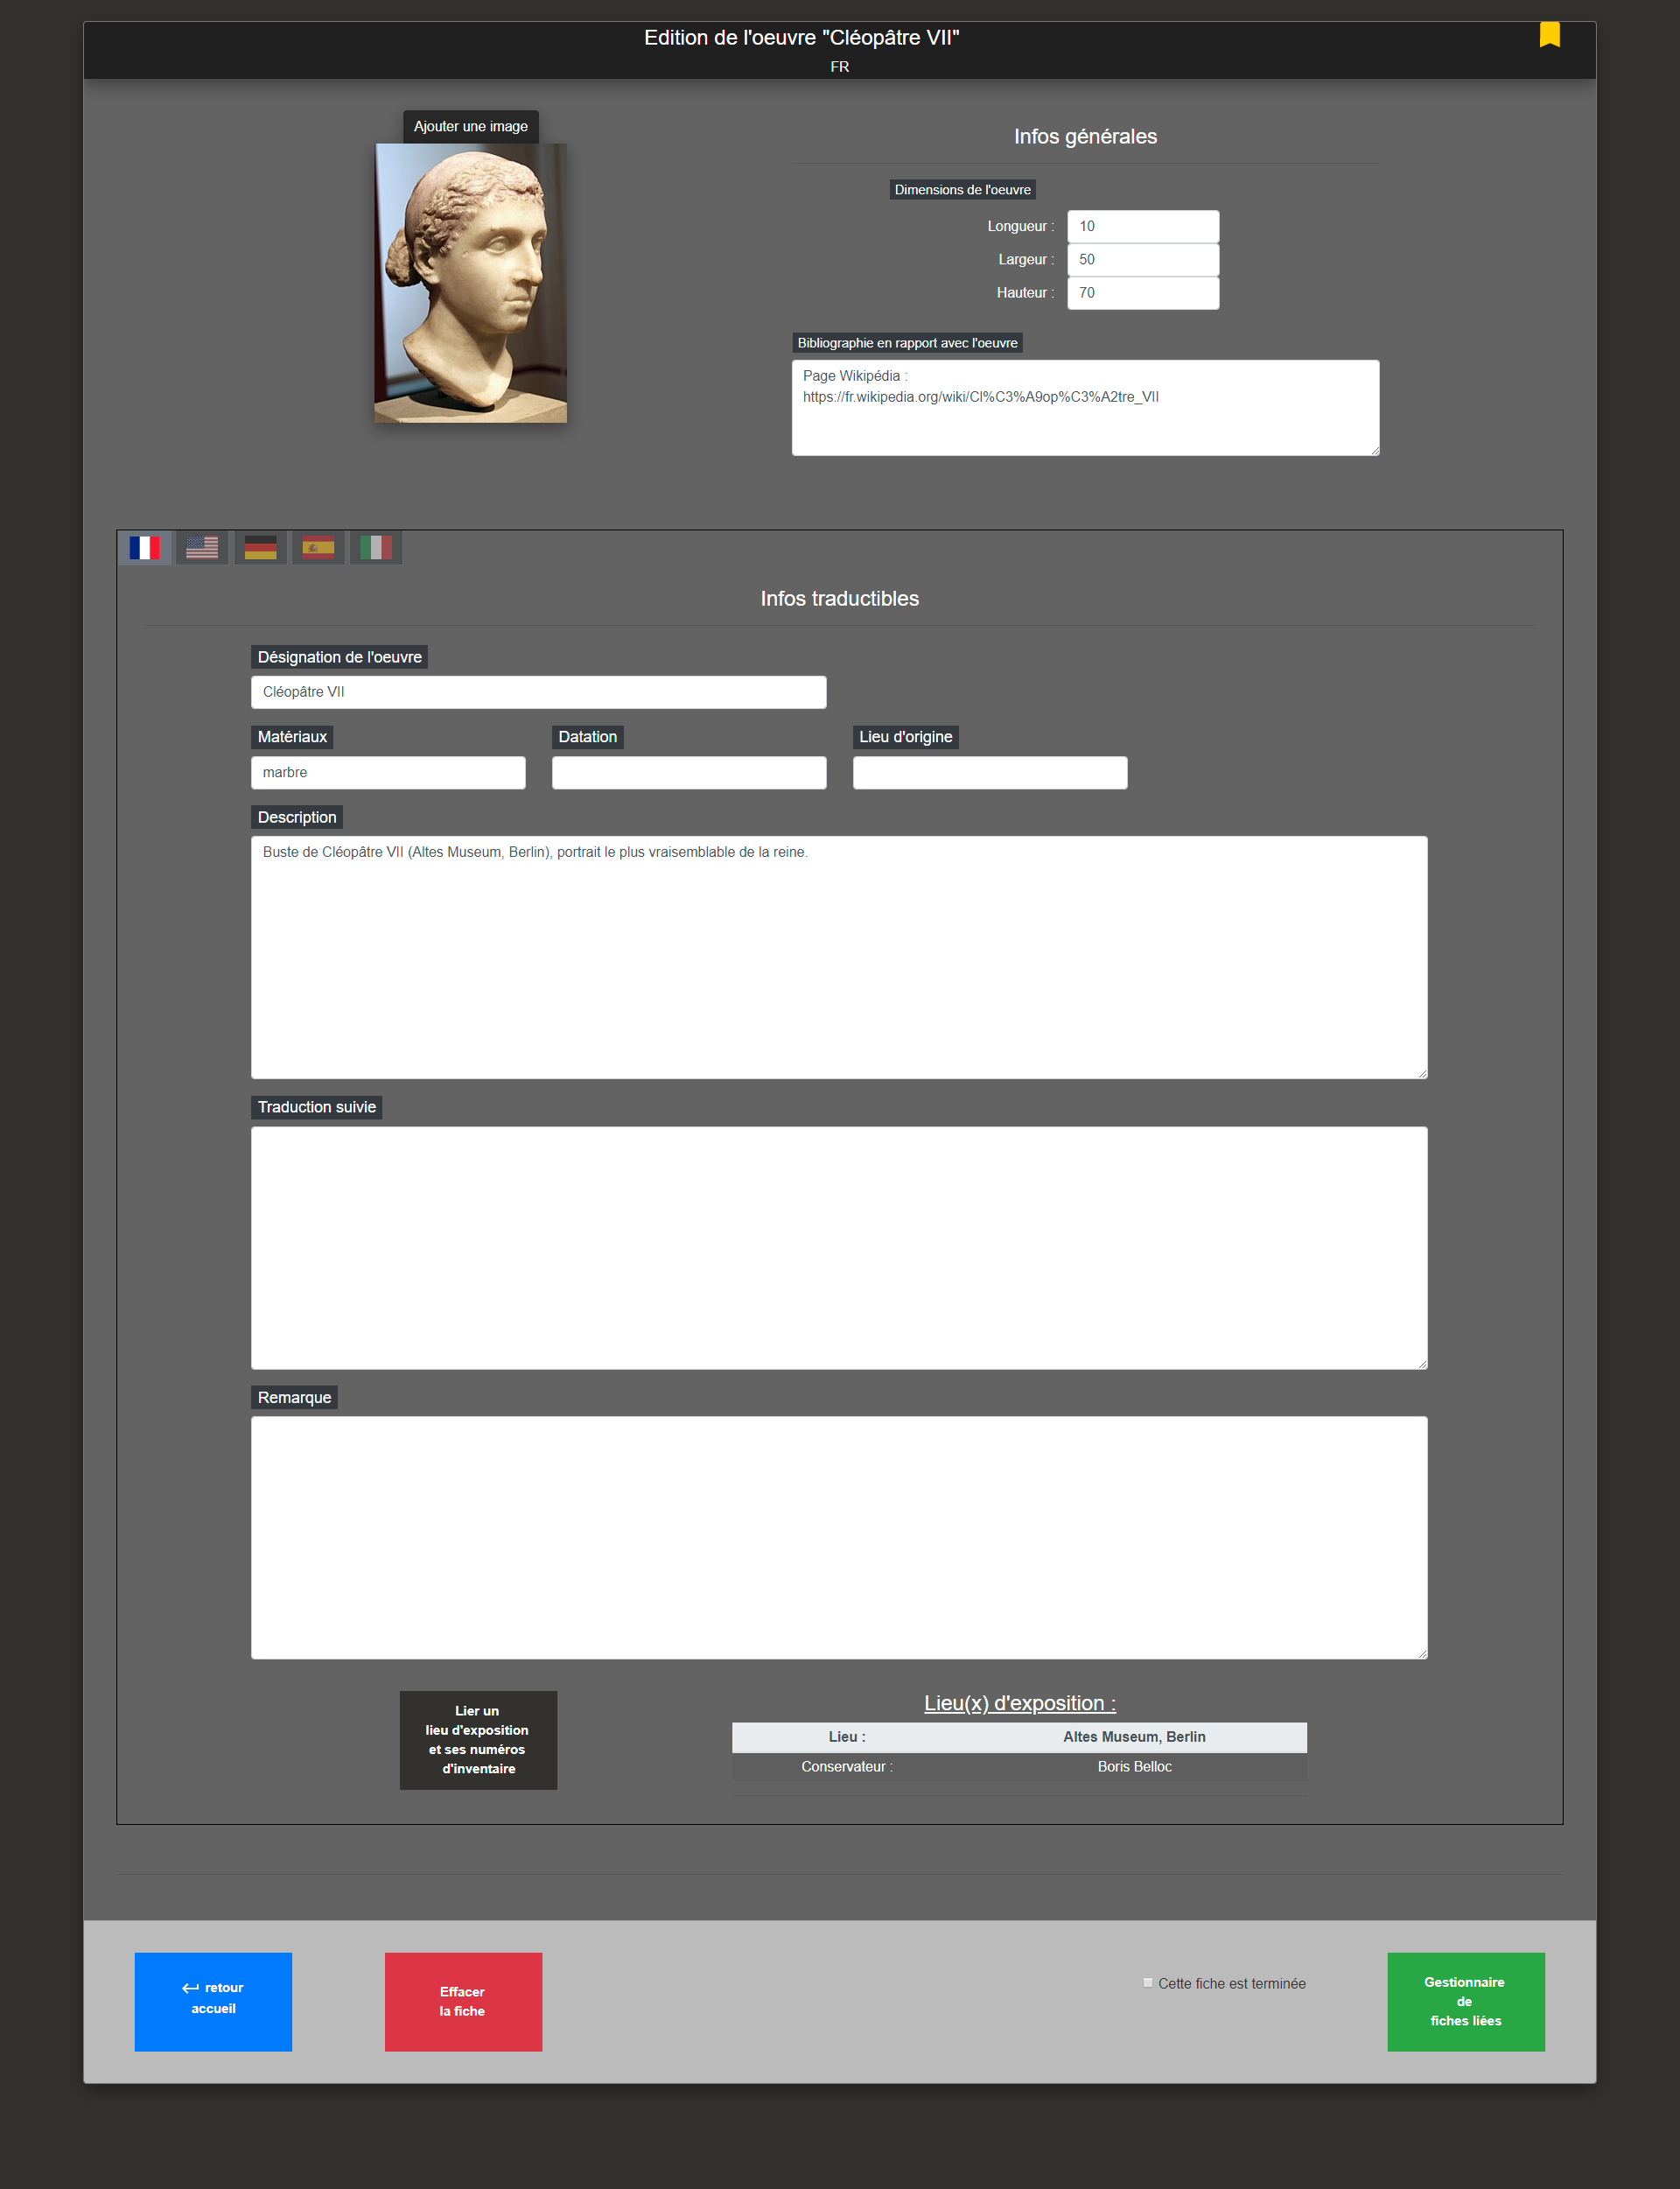 Edition de l'oeuvre "Cléopâtre VII"
FR
Ajouter une image
Infos générales
Dimensions de l'oeuvre
Longueur : 10
Largeur : 50
Hauteur : 70
Bibliographie en rapport avec l'oeuvre
Page Wikipédia :
https://fr.wikipedia.org/wiki/Cl%C3%A9op%C3%A2tre_VII
Infos traductibles
Désignation de l'oeuvre
Cléopâtre VII
Matériaux Datation Lieu d'origine
marbre
Description
Buste de Cléopâtre VII (Altes Museum, Berlin), portrait le plus vraisemblable de la reine.
Traduction suivie
Remarque
Lier un
lieu d'exposition
et ses numéros
d'inventaire
Lieu(x) d'exposition :
Lieu : Altes Museum, Berlin
Conservateur : Boris Belloc
retour
accueil
Effacer
la fiche
Cette fiche est terminée
Gestionnaire
de
fiches liées